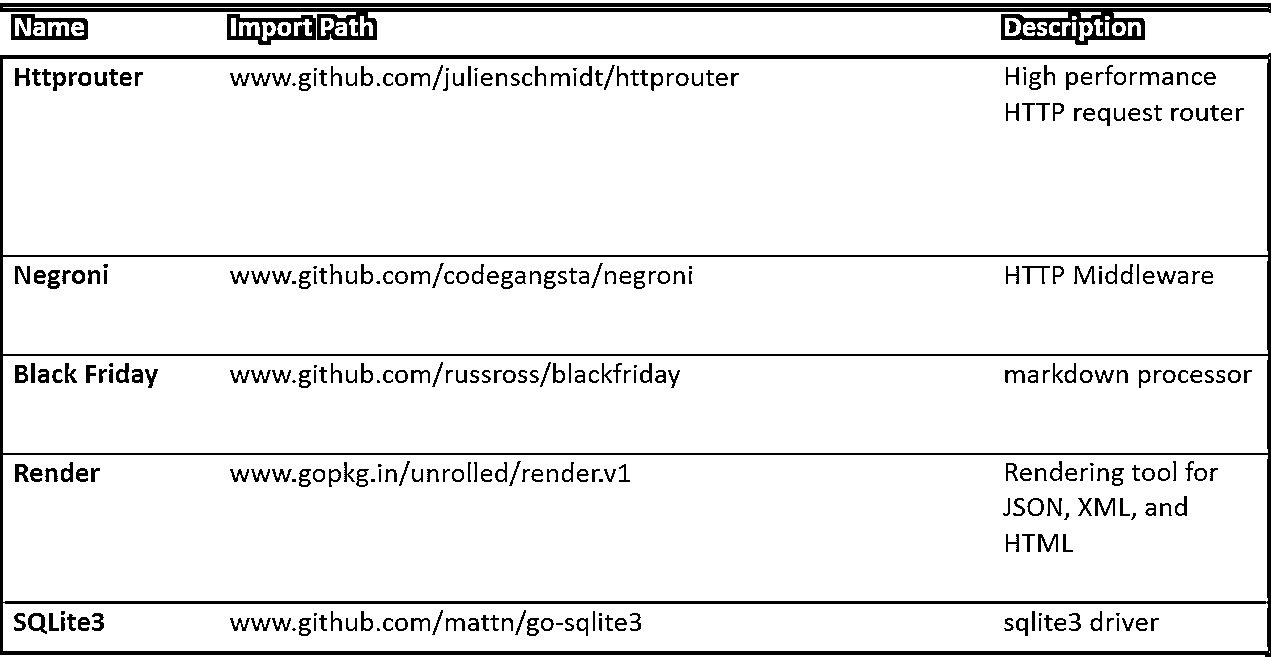 Name Import Path Description
Httprouter www.github.com/julienschmidt/httprouter High performance
HTTP request router
Negroni www.github.com/codegangsta/negroni HTTP Middleware
Black Friday www.github.com/russross/blackfriday markdown processor
Render www.gopkg.in/unrolled/render.v1 Rendering tool for
JSON, XML, and
HTML
SQLite3 www.github.com/mattn/go-sqlite3 sqlite3 driver